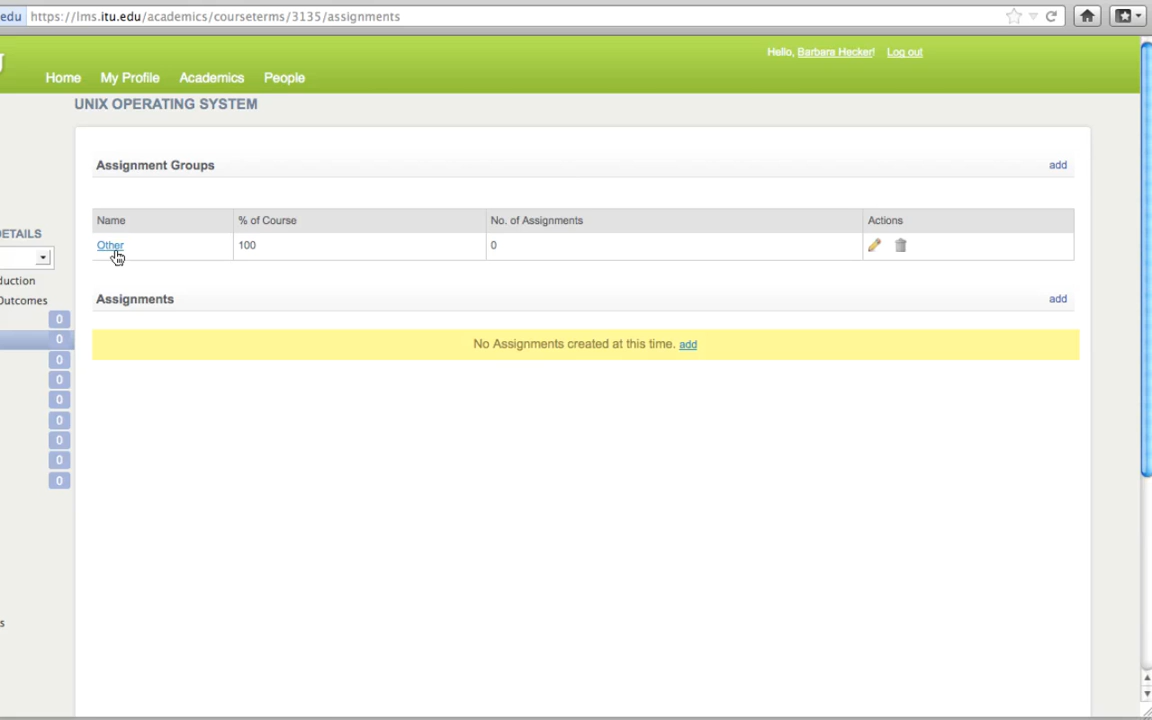 edu https://lms.itu.edu/academics/courseterms/3135/assignments
Hello, Barbara Hecker! Log out
Home My Profile Academics People
UNIX OPERATING SYSTEM
Assignment Groups add
Name % of Course No. of Assignments Actions
Other 100 0
Assignments add
No Assignments created at this time. add
ETAILS
duction
Outcomes
0
0
0
0
0
0
0
0
0
s